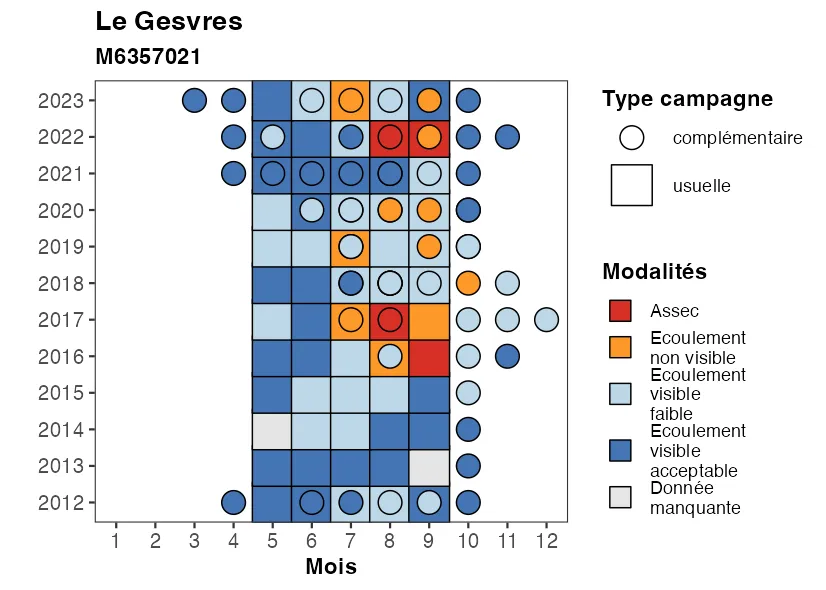 Le Gesvres
M6357021
2023
2022
2021
2020
2019
2018
2017
2016
2015
2014
2013
2012
1 2 3 4 5 6 7 8 9 10 11 12
Mois
Type campagne
complémentaire
usuelle
Modalités
Assec
Ecoulement
non visible
Ecoulement
visible
faible
Ecoulement
visible
acceptable
Donnée
manquante